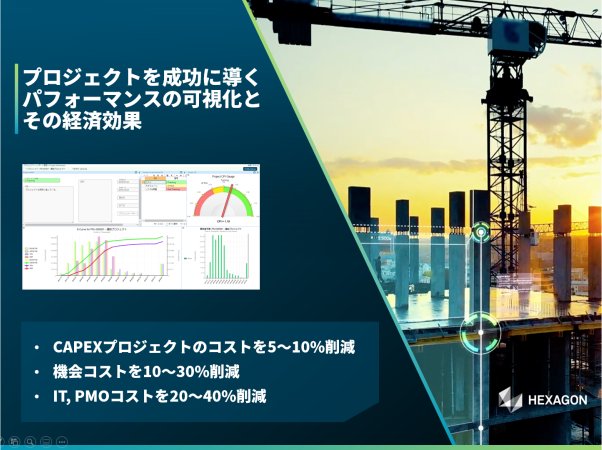 プロジェクトを成功に導く
パフォーマンスの可視化と
その経済効果
• CAPEXプロジェクトのコストを5～10%削減
• 機会コストを10～30%削減
• IT, PMOコストを20～40%削減
HEXAGON